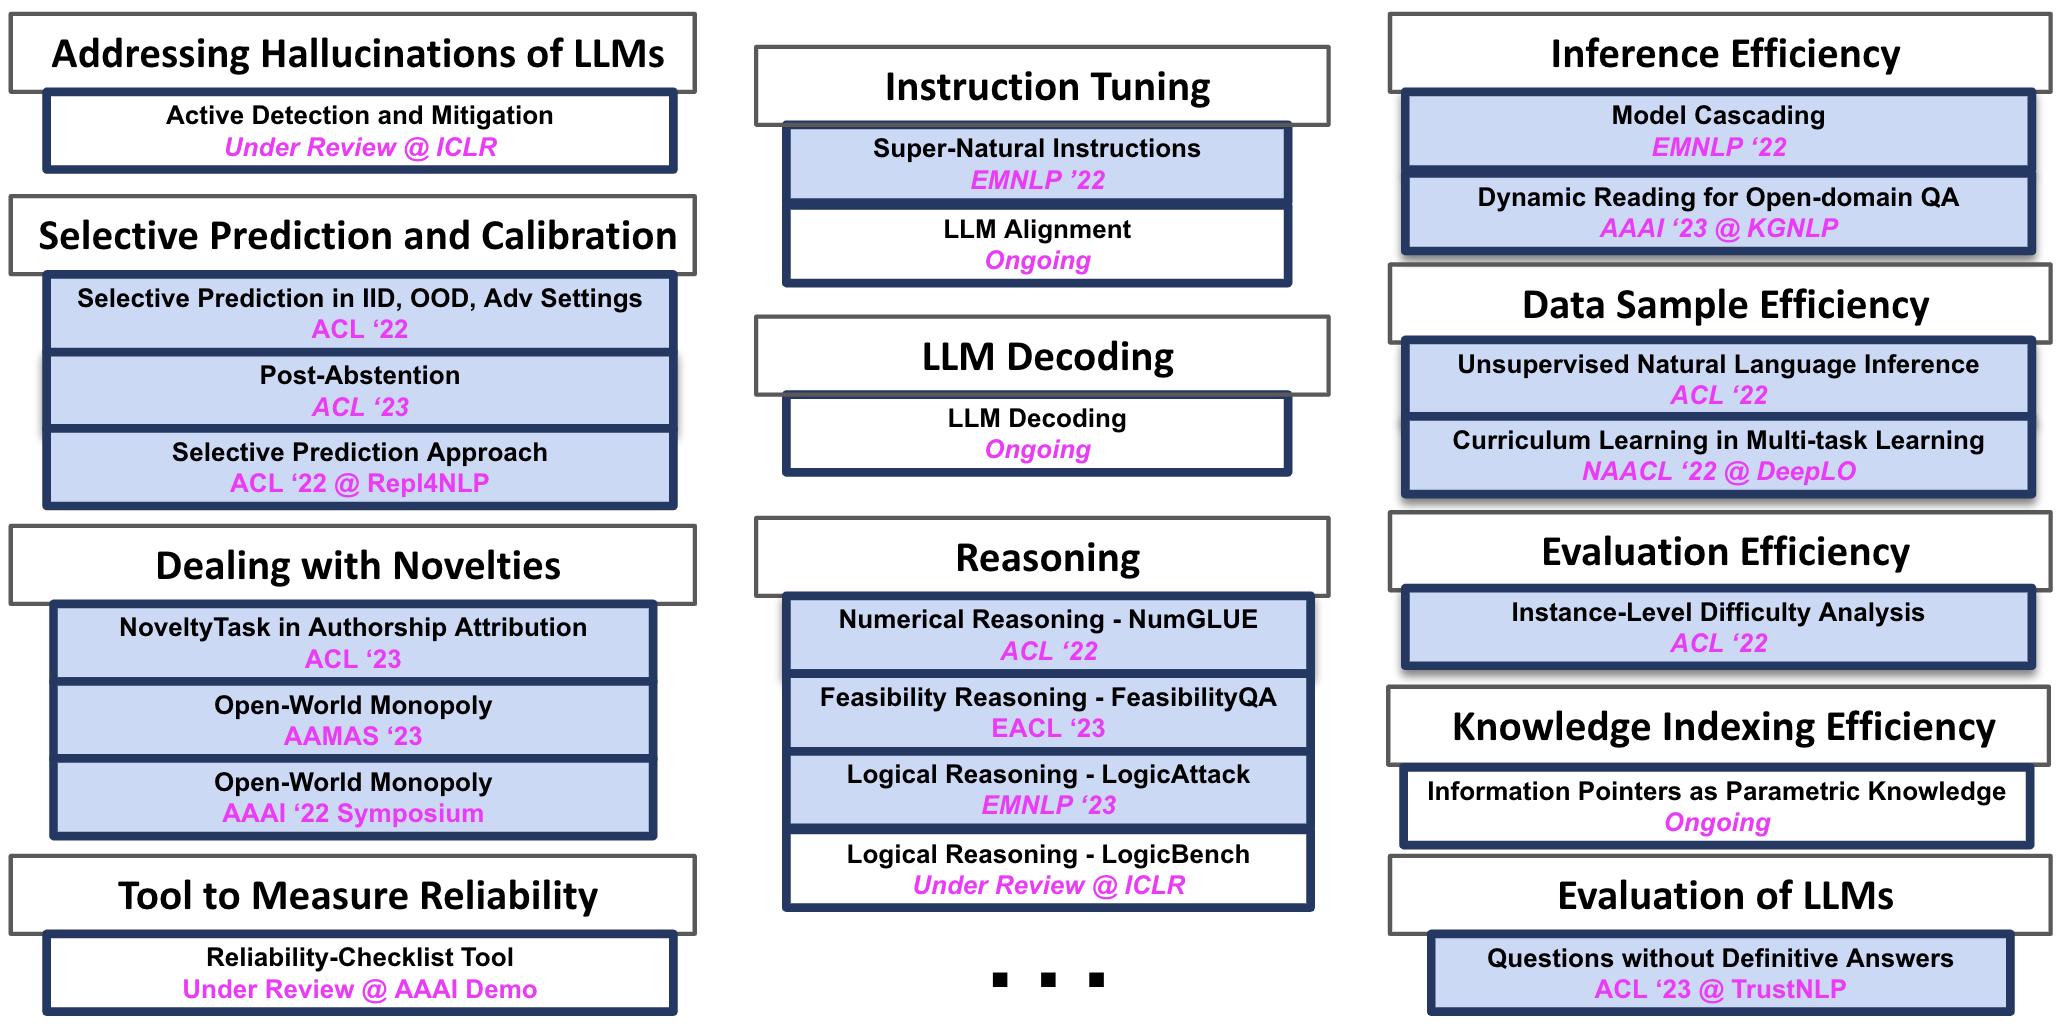 Addressing Hallucinations of LLMs
Active Detection and Mitigation
Under Review @ ICLR
Selective Prediction and Calibration
Selective Prediction in IID, OOD, Adv Settings
ACL ‘22
Post-Abstention
ACL ‘23
Selective Prediction Approach
ACL ‘22 @ Repl4NLP
Dealing with Novelties
NoveltyTask in Authorship Attribution
ACL ‘23
Open-World Monopoly
AAMAS ‘23
Open-World Monopoly
AAAI ‘22 Symposium
Tool to Measure Reliability
Reliability-Checklist Tool
Under Review @ AAAI Demo
Instruction Tuning
Super-Natural Instructions
EMNLP ’22
LLM Alignment
Ongoing
LLM Decoding
LLM Decoding
Ongoing
Reasoning
Numerical Reasoning - NumGLUE
ACL ‘22
Feasibility Reasoning - FeasibilityQA
EACL ‘23
Logical Reasoning - LogicAttack
EMNLP ‘23
Logical Reasoning - LogicBench
Under Review @ ICLR
. . .
Inference Efficiency
Model Cascading
EMNLP ‘22
Dynamic Reading for Open-domain QA
AAAI ‘23 @ KGNLP
Data Sample Efficiency
Unsupervised Natural Language Inference
ACL ‘22
Curriculum Learning in Multi-task Learning
NAACL ‘22 @ DeepLO
Evaluation Efficiency
Instance-Level Difficulty Analysis
ACL ‘22
Knowledge Indexing Efficiency
Information Pointers as Parametric Knowledge
Ongoing
Evaluation of LLMs
Questions without Definitive Answers
ACL ‘23 @ TrustNLP